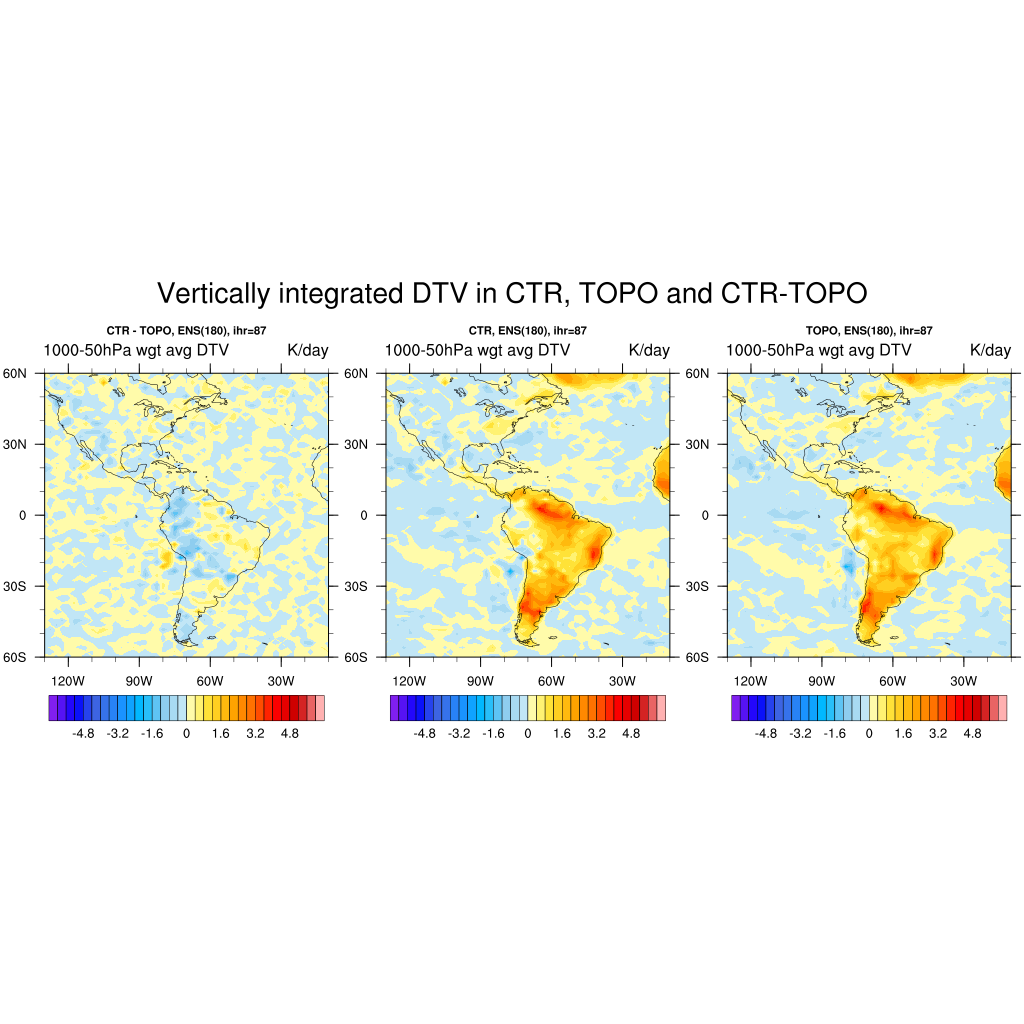 Vertically integrated DTV in CTR, TOPO and CTR-TOPO
CTR - TOPO, ENS(180), ihr=87
1000-50hPa wgt avg DTV K/day
60N
30N
0
30S
60S
120W 90W 60W 30W
-4.8 -3.2 -1.6 0 1.6 3.2 4.8
CTR, ENS(180), ihr=87
1000-50hPa wgt avg DTV K/day
60N
30N
0
30S
60S
120W 90W 60W 30W
-4.8 -3.2 -1.6 0 1.6 3.2 4.8
TOPO, ENS(180), ihr=87
1000-50hPa wgt avg DTV K/day
60N
30N
0
30S
60S
120W 90W 60W 30W
-4.8 -3.2 -1.6 0 1.6 3.2 4.8